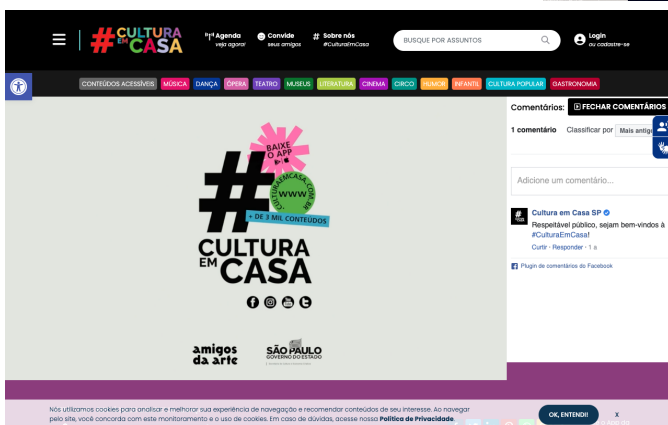 #CULTURA
EM CASA
Agenda
veja agora!
Convide
seus amigos
# Sobre nós
#CulturaEmCasa
BUSQUE POR ASSUNTOS
Login
ou cadastre-se
CONTEÚDOS ACESSÍVEIS MÚSICA DANÇA ÓPERA TEATRO MUSEUS LITERATURA CINEMA CIRCO HUMOR INFANTIL CULTURA POPULAR GASTRONOMIA
BAIXE
O APP
CULTURAEMCASA.COM.BR
WWW
+ DE 3 MIL CONTEÚDOS
#
CULTURA
EM CASA
amigos
da arte
SÃO PAULO
GOVERNO DO ESTADO
Comentários: FECHAR COMENTÁRIOS
1 comentário Classificar por Mais antigo
Adicione um comentário...
Cultura em Casa SP
Respeitável público, sejam bem-vindos à
#CulturaEmCasa!
Curtir · Responder · 1 a
Plugin de comentários do Facebook
Nós utilizamos cookies para analisar e melhorar sua experiência de navegação e recomendar conteúdos de seu interesse. Ao navegar
pelo site, você concorda com este monitoramento e o uso de cookies. Em caso de dúvidas, acesse nossa Política de Privacidade.
OK, ENTENDI!
X